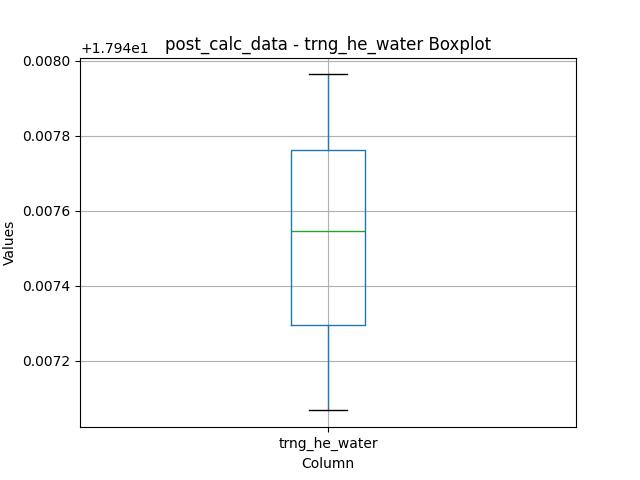 post_calc_data - trng_he_water Boxplot
+1.794e1
0.0080
0.0078
0.0076
0.0074
0.0072
Values
trng_he_water
Column